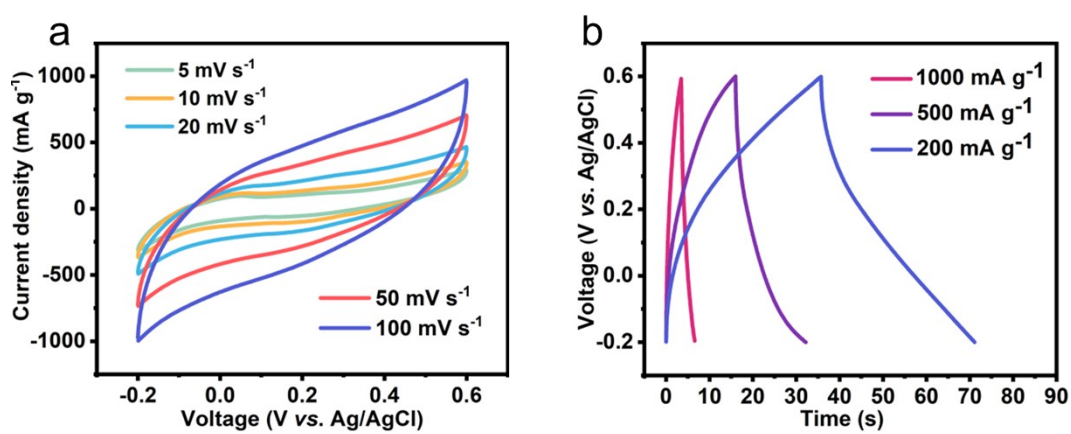 a
1000
500
0
-500
-1000
Current density (mA g⁻¹)
5 mV s⁻¹
10 mV s⁻¹
20 mV s⁻¹
50 mV s⁻¹
100 mV s⁻¹
-0.2 0.0 0.2 0.4 0.6
Voltage (V vs. Ag/AgCl)
b
0.6
0.4
0.2
0.0
-0.2
Voltage (V vs. Ag/AgCl)
1000 mA g⁻¹
500 mA g⁻¹
200 mA g⁻¹
0 10 20 30 40 50 60 70 80 90
Time (s)